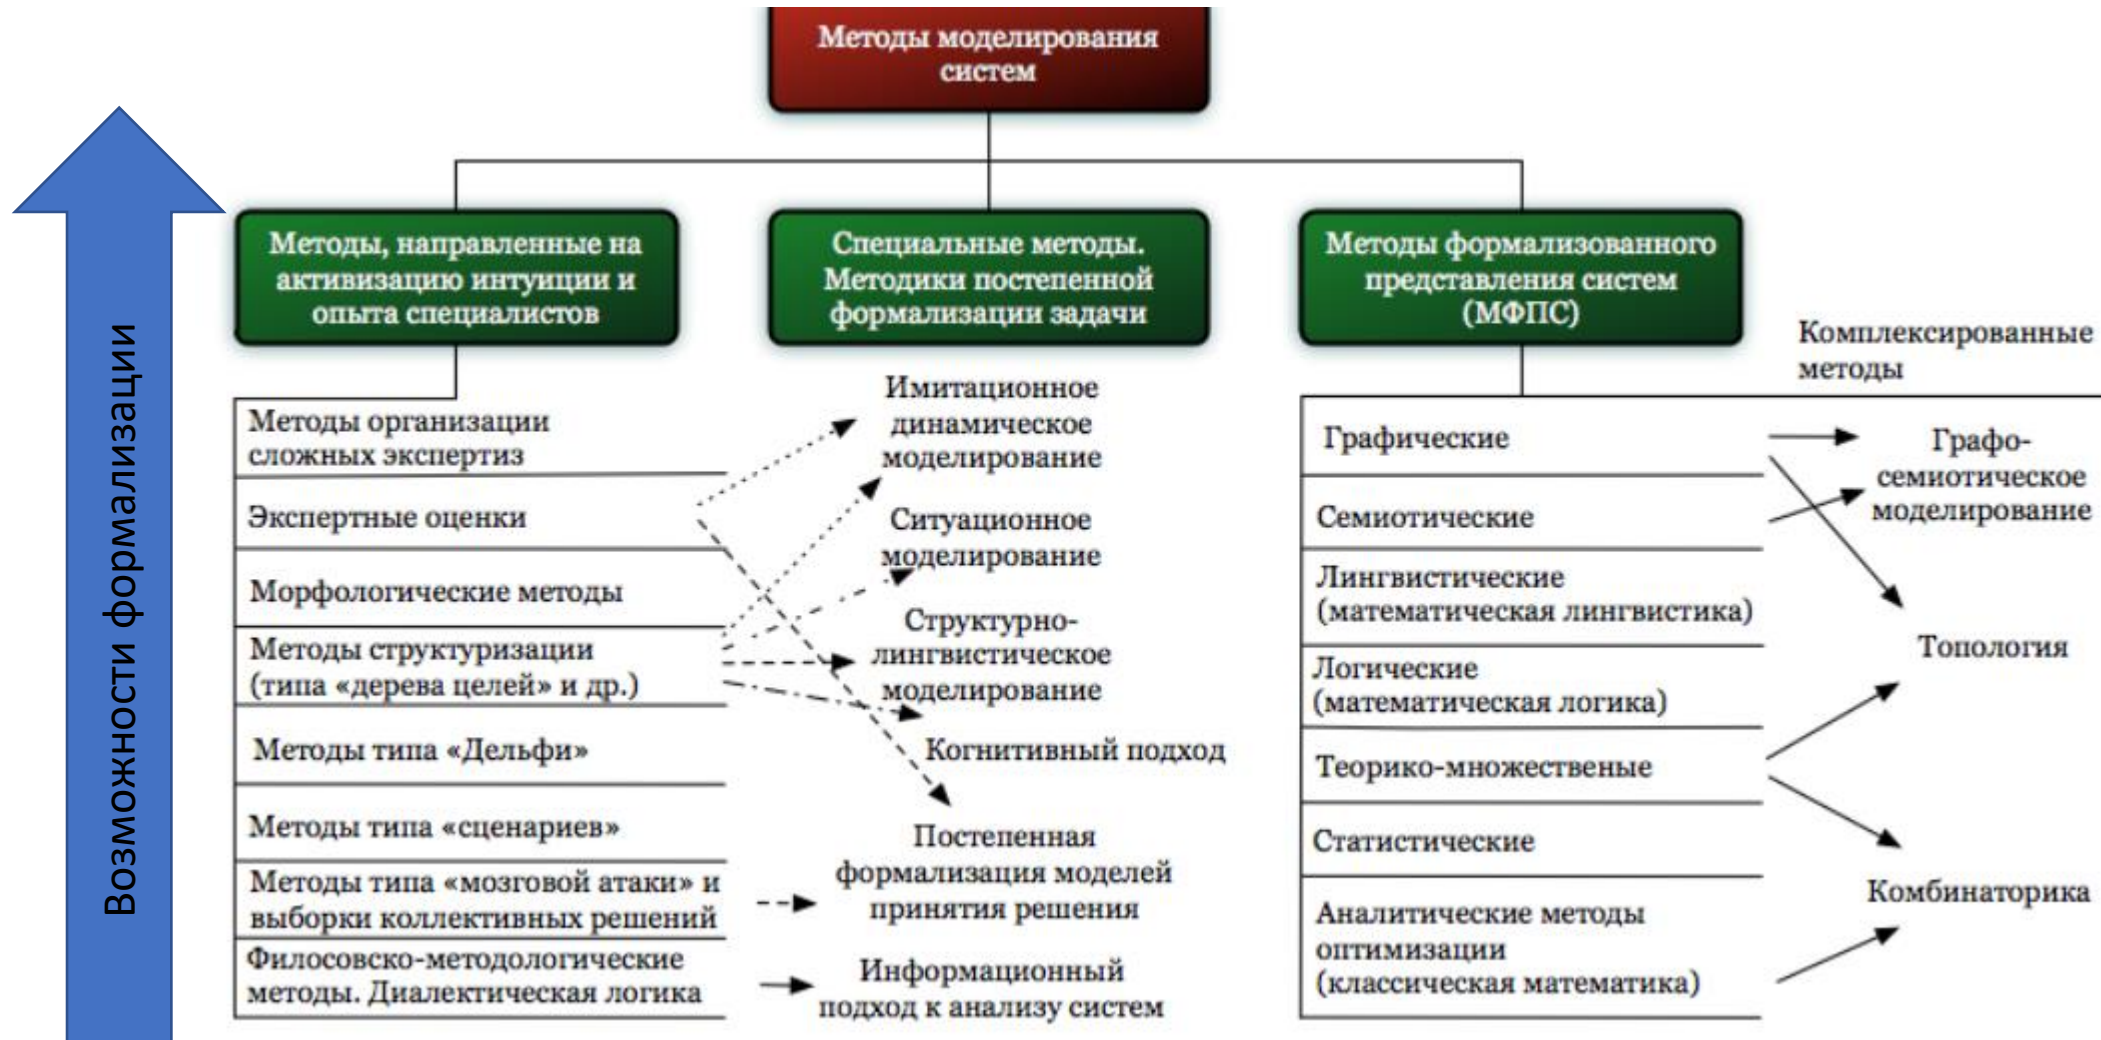 Методы моделирования
систем
Возможности формализации
Методы, направленные на
активизацию интуиции и
опыта специалистов
Методы организации
сложных экспертиз
Экспертные оценки
Морфологические методы
Методы структуризации
(типа «дерева целей» и др.)
Методы типа «Дельфи»
Методы типа «сценариев»
Методы типа «мозговой атаки» и
выборки коллективных решений
Филосовско-методологические
методы. Диалектическая логика
Специальные методы.
Методики постепенной
формализации задачи
Имитационное
динамическое
моделирование
Ситуационное
моделирование
Структурно-
лингвистическое
моделирование
Когнитивный подход
Постепенная
формализация моделей
принятия решения
Информационный
подход к анализу систем
Методы формализованного
представления систем
(МФПС)
Графические
Семиотические
Лингвистические
(математическая лингвистика)
Логические
(математическая логика)
Теорико-множественые
Статистические
Аналитические методы
оптимизации
(классическая математика)
Комплексированные
методы
Графо-
семиотическое
моделирование
Топология
Комбинаторика